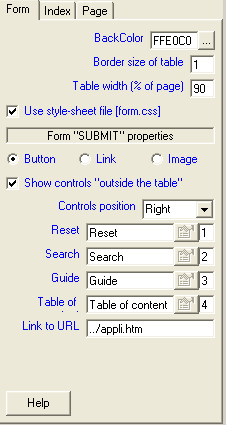 Form Index Page
BackColor FFE0C0 ...
Border size of table 1
Table width (% of page) 90
Use style-sheet file [form.css]
Form "SUBMIT" properties
Button Link Image
Show controls "outside the table"
Controls position Right
Reset Reset 1
Search Search 2
Guide Guide 3
Table of Table of content 4
Link to URL ../appli.htm
Help